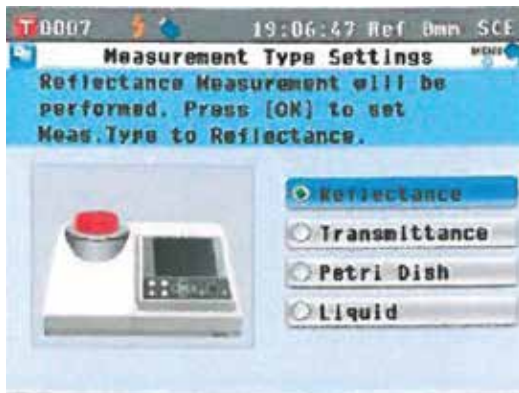 T0007 19:06:47 Ref 8mm SCE
Measurement Type Settings MENU
Reflectance Measurement will be
performed. Press [OK] to set
Meas.Type to Reflectance.
Reflectance
Transmittance
Petri Dish
Liquid